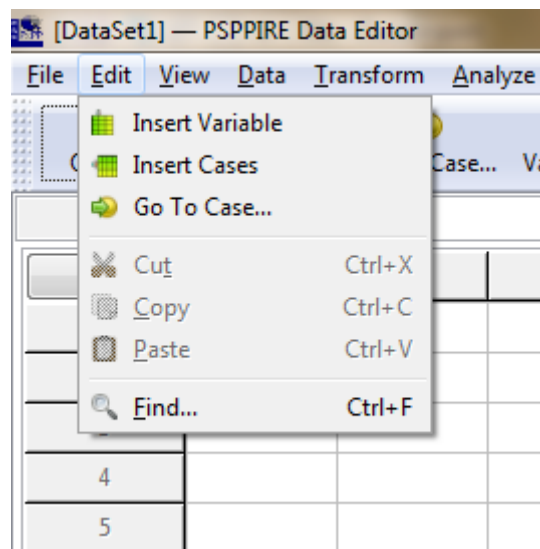 [DataSet1] — PSPPIRE Data Editor
File Edit View Data Transform Analyze
Insert Variable
Insert Cases
Case...
Go To Case...
Cut Ctrl+X
Copy Ctrl+C
Paste Ctrl+V
Find... Ctrl+F
4
5